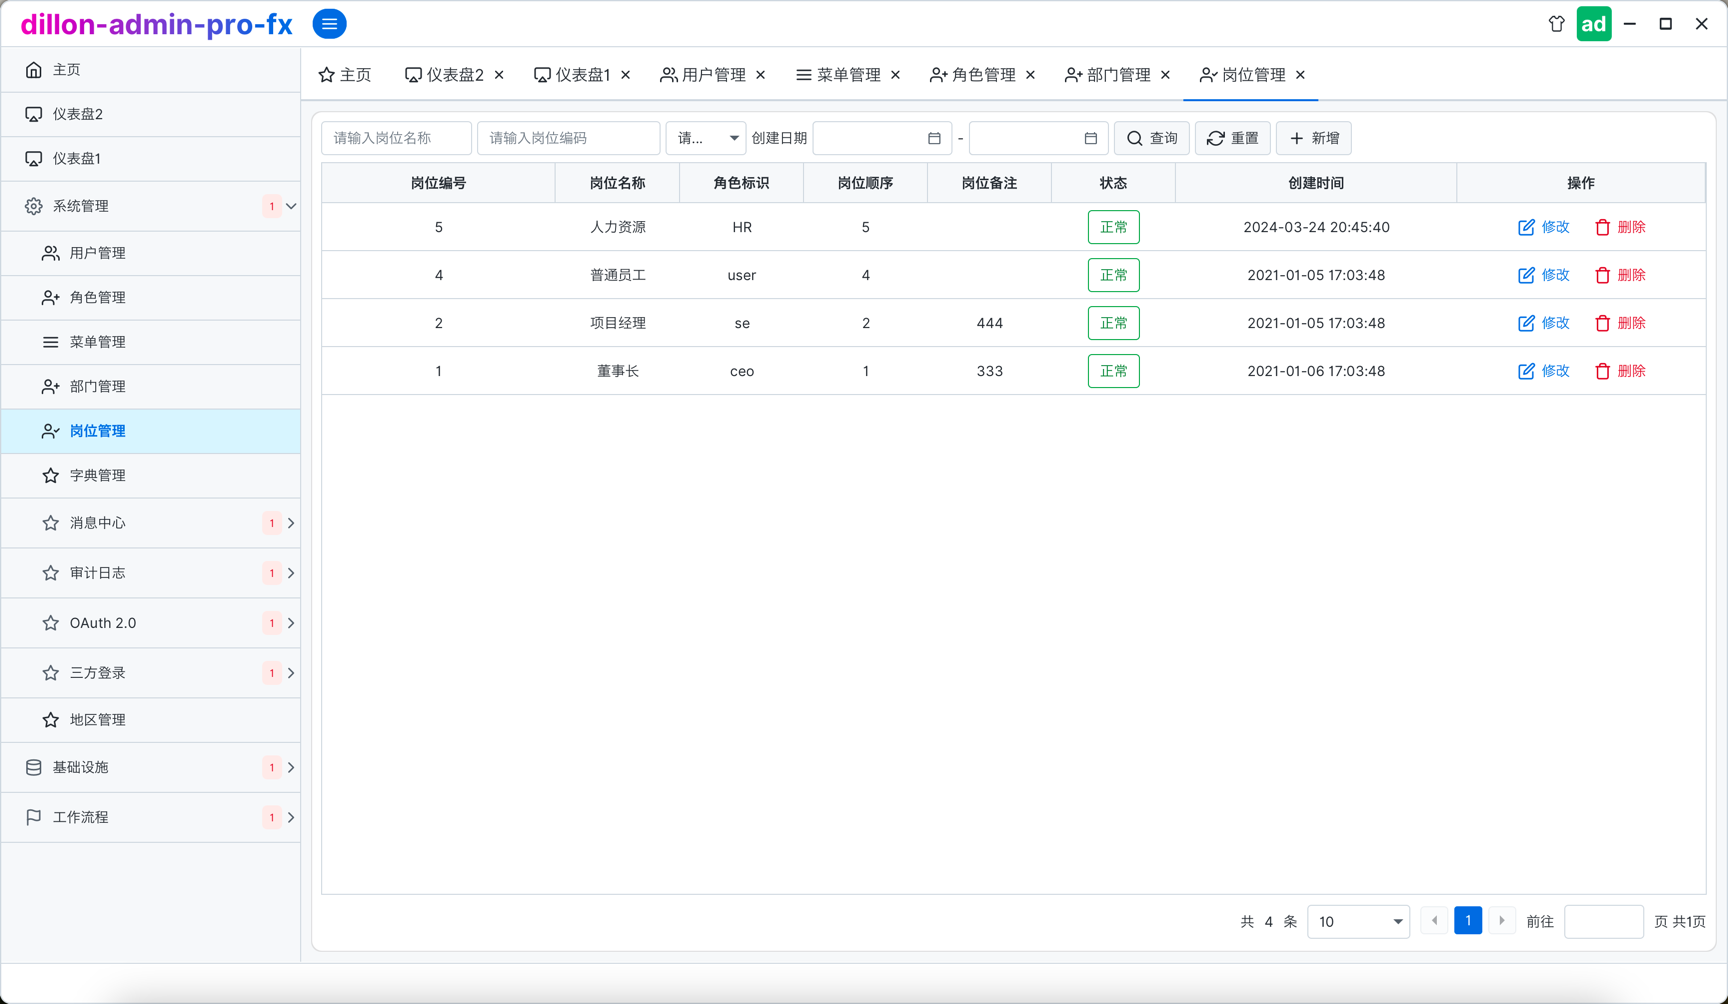 dillon-admin-pro-fx
ad
主页
仪表盘2
仪表盘1
系统管理 1
用户管理
角色管理
菜单管理
部门管理
岗位管理
字典管理
消息中心 1
审计日志 1
OAuth 2.0 1
三方登录 1
地区管理
基础设施 1
工作流程 1
主页 仪表盘2 仪表盘1 用户管理 菜单管理 角色管理 部门管理 岗位管理
请输入岗位名称 请输入岗位编码 请... 创建日期 - 查询 重置 新增
岗位编号 岗位名称 角色标识 岗位顺序 岗位备注 状态 创建时间 操作
5 人力资源 HR 5 正常 2024-03-24 20:45:40 修改 删除
4 普通员工 user 4 正常 2021-01-05 17:03:48 修改 删除
2 项目经理 se 2 444 正常 2021-01-05 17:03:48 修改 删除
1 董事长 ceo 1 333 正常 2021-01-06 17:03:48 修改 删除
共 4 条 10 1 前往 页 共1页